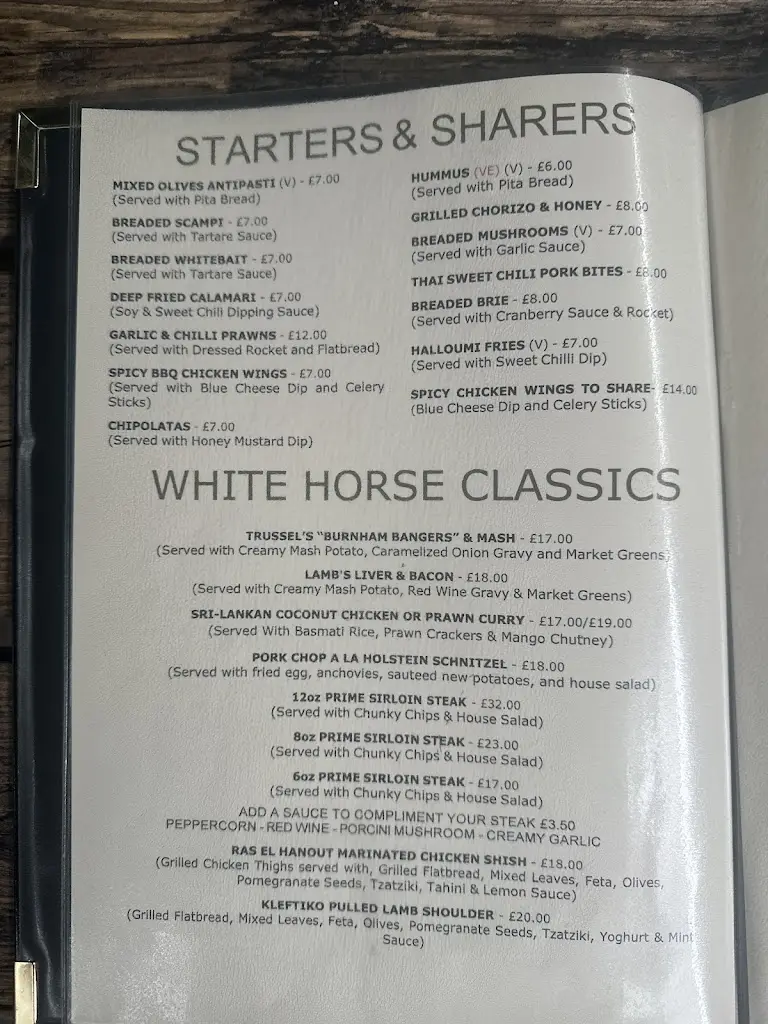 STARTERS & SHARERS
MIXED OLIVES ANTIPASTI (V) - £7.00
(Served with Pita Bread)
BREADED SCAMPI - £7.00
(Served with Tartare Sauce)
BREADED WHITEBAIT - £7.00
(Served with Tartare Sauce)
DEEP FRIED CALAMARI - £7.00
(Soy & Sweet Chili Dipping Sauce)
GARLIC & CHILLI PRAWNS - £12.00
(Served with Dressed Rocket and Flatbread)
SPICY BBQ CHICKEN WINGS - £7.00
(Served with Blue Cheese Dip and Celery
Sticks)
CHIPOLATAS - £7.00
(Served with Honey Mustard Dip)
HUMMUS (VE) (V) - £6.00
(Served with Pita Bread)
GRILLED CHORIZO & HONEY - £8.00
BREADED MUSHROOMS (V) - £7.00
(Served with Garlic Sauce)
THAI SWEET CHILI PORK BITES - £8.00
BREADED BRIE - £8.00
(Served with Cranberry Sauce & Rocket)
HALLOUMI FRIES (V) - £7.00
(Served with Sweet Chilli Dip)
SPICY CHICKEN WINGS TO SHARE- £14.00
(Blue Cheese Dip and Celery Sticks)
WHITE HORSE CLASSICS
TRUSSEL'S "BURNHAM BANGERS" & MASH - £17.00
(Served with Creamy Mash Potato, Caramelized Onion Gravy and Market Greens)
LAMB'S LIVER & BACON - £18.00
(Served with Creamy Mash Potato, Red Wine Gravy & Market Greens)
SRI-LANKAN COCONUT CHICKEN OR PRAWN CURRY - £17.00/£19.00
(Served With Basmati Rice, Prawn Crackers & Mango Chutney)
PORK CHOP A LA HOLSTEIN SCHNITZEL - £18.00
(Served with fried egg, anchovies, sauteed new potatoes, and house salad)
12oz PRIME SIRLOIN STEAK - £32.00
(Served with Chunky Chips & House Salad)
8oz PRIME SIRLOIN STEAK - £23.00
(Served with Chunky Chips & House Salad)
6oz PRIME SIRLOIN STEAK - £17.00
(Served with Chunky Chips & House Salad)
ADD A SAUCE TO COMPLIMENT YOUR STEAK £3.50
PEPPERCORN - RED WINE - PORCINI MUSHROOM - CREAMY GARLIC
RAS EL HANOUT MARINATED CHICKEN SHISH - £18.00
(Grilled Chicken Thighs served with, Grilled Flatbread, Mixed Leaves, Feta, Olives,
Pomegranate Seeds, Tzatziki, Tahini & Lemon Sauce)
KLEFTIKO PULLED LAMB SHOULDER - £20.00
(Grilled Flatbread, Mixed Leaves, Feta, Olives, Pomegranate Seeds, Tzatziki, Yoghurt & Mint
Sauce)